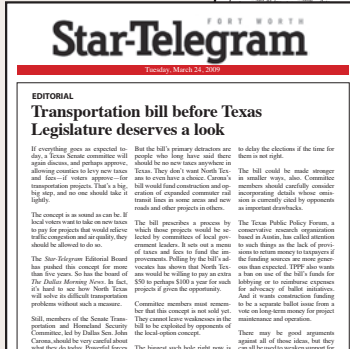 FORT WORTH
Star-Telegram
Tuesday, March 24, 2009
EDITORIAL
Transportation bill before Texas
Legislature deserves a look
If everything goes as expected to-
day, a Texas Senate committee will
again discuss, and perhaps approve,
allowing counties to levy new taxes
and fees—if voters approve—for
transportation projects. That's a big,
big step, and no one should take it
lightly.
The concept is as sound as can be. If
local voters want to take on new taxes
to pay for projects that would relieve
traffic congestion and air quality, they
should be allowed to do so.
The Star-Telegram Editorial Board
has pushed this concept for more
than five years. So has the board of
The Dallas Morning News. In fact,
it's hard to see how North Texas
will solve its difficult transportation
problems without such a measure.
Still, members of the Senate Trans-
portation and Homeland Security
Committee, led by Dallas Sen. John
Carona, should be very careful about
what they do today. Powerful forces
But the bill's primary detractors are
people who long have said there
should be no new taxes anywhere in
Texas. They don't want North Tex-
ans to even have a choice. Carona's
bill would fund construction and op-
eration of expanded commuter rail
transit lines in some areas and new
roads and other projects in others.
The bill prescribes a process by
which those projects would be se-
lected by committees of local gov-
ernment leaders. It sets out a menu
of taxes and fees to fund the im-
provements. Polling by the bill's ad-
vocates has shown that North Tex-
ans would be willing to pay an extra
$50 to perhaps $100 a year for such
projects if given the opportunity.
Committee members must remem-
ber that this concept is not sold yet.
They cannot leave weaknesses in the
bill to be exploited by opponents of
the local-option concept.
The biggest such hole right now is
to delay the elections if the time for
them is not right.
The bill could be made stronger
in smaller ways, also. Committee
members should carefully consider
incorporating details whose omis-
sion is currently cited by opponents
as important drawbacks.
The Texas Public Policy Forum, a
conservative research organization
based in Austin, has called attention
to such things as the lack of provi-
sions to return money to taxpayers if
the funding sources are more gener-
ous than expected. TPPF also wants
a ban on use of the bill's funds for
lobbying or to reimburse expenses
for advocacy of ballot initiatives.
And it wants construction funding
to be a separate ballot issue from a
vote on long-term money for project
maintenance and operation.
There may be good arguments
against all of those ideas, but they
can all be used to weaken support for